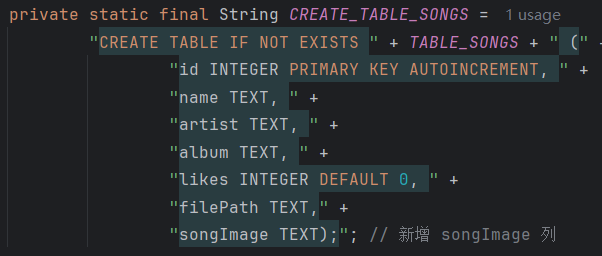 private static final String CREATE_TABLE_SONGS =  1 usage
"CREATE TABLE IF NOT EXISTS " + TABLE_SONGS + " (" +
"id INTEGER PRIMARY KEY AUTOINCREMENT, " +
"name TEXT, " +
"artist TEXT, " +
"album TEXT, " +
"likes INTEGER DEFAULT 0, " +
"filePath TEXT," +
"songImage TEXT);"; // 新增 songImage 列